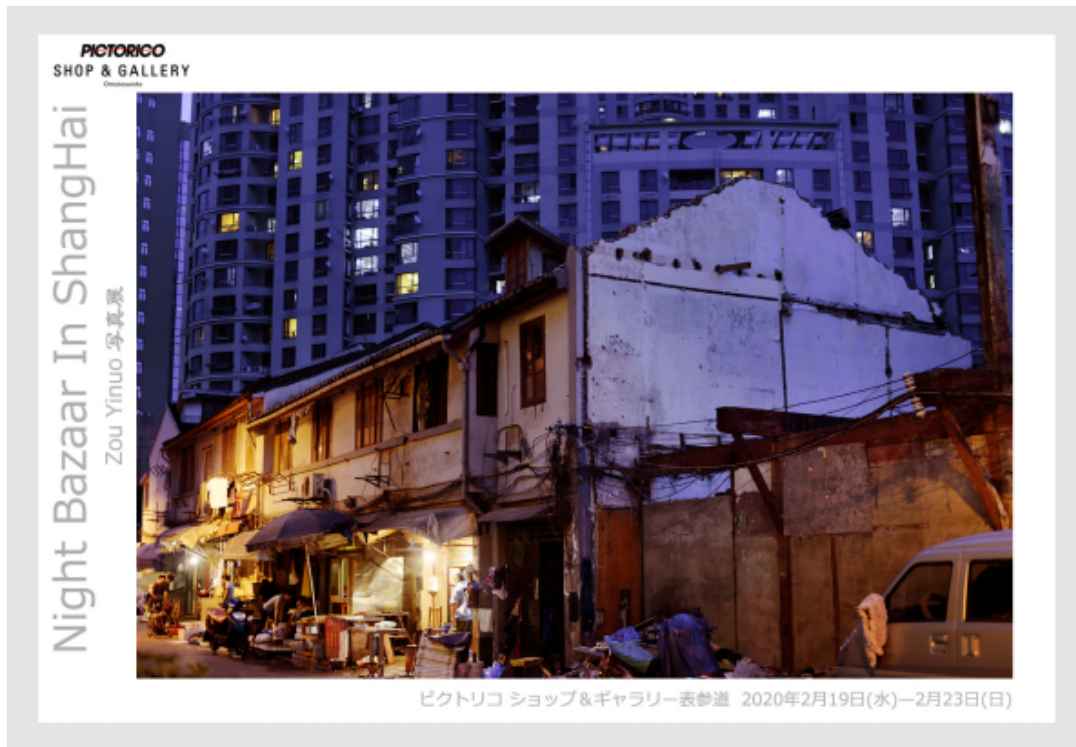 PICTORICO
SHOP & GALLERY
Omotesando
Night Bazaar In ShangHai
Zou Yinuo 写真展
ピクトリコ ショップ&ギャラリー表参道 2020年2月19日(水)—2月23日(日)